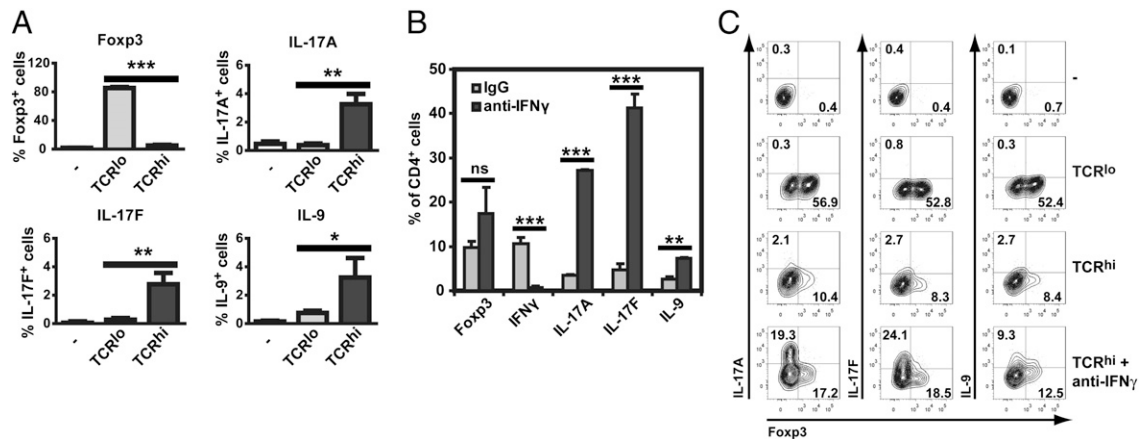 A
Foxp3
% Foxp3+ cells
120
80
40
0
***
-
TCRlo
TCRhi
IL-17A
% IL-17A+ cells
6
4
2
0
**
-
TCRlo
TCRhi
IL-17F
% IL-17F+ cells
6
4
2
0
**
-
TCRlo
TCRhi
IL-9
% IL-9+ cells
6
4
2
0
*
-
TCRlo
TCRhi
B
% of CD4+ cells
50
40
30
20
10
0
IgG
anti-IFNγ
ns
***
***
***
**
Foxp3
IFNγ
IL-17A
IL-17F
IL-9
C
0.3
0.4
0.4
0.4
0.1
0.7
-
0.3
56.9
0.8
52.8
0.3
52.4
TCRlo
2.1
10.4
2.7
8.3
2.7
8.4
TCRhi
19.3
17.2
24.1
18.5
9.3
12.5
TCRhi +
anti-IFNγ
IL-17A
IL-17F
IL-9
Foxp3